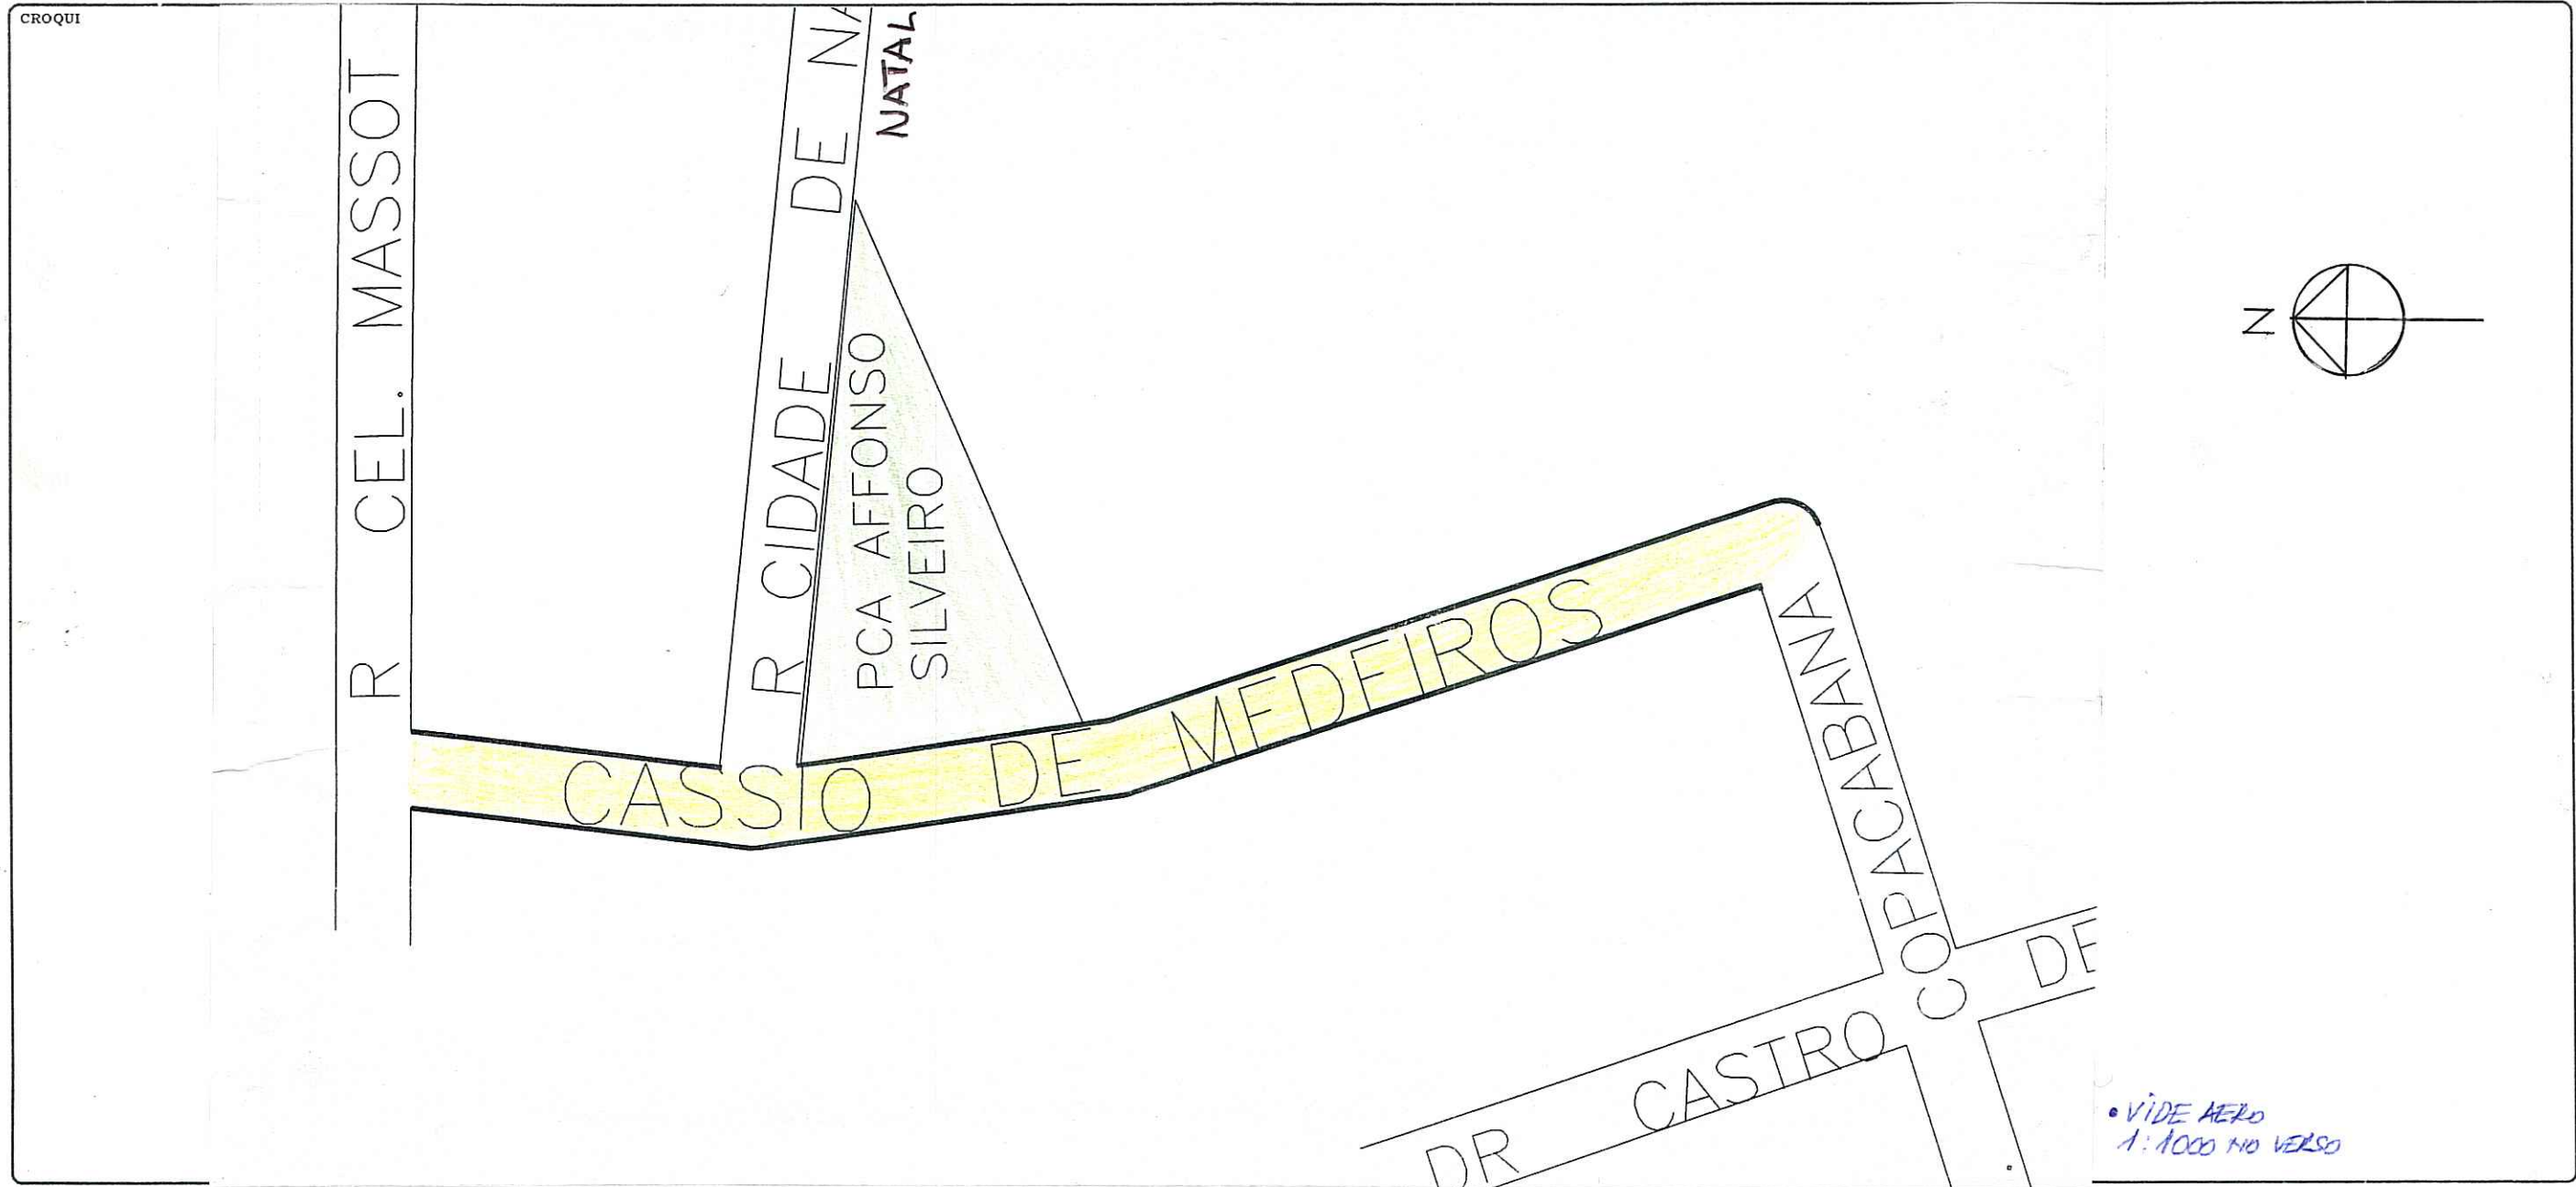 CROQUI
R CEL. MASSOT
R CIDADE DE NA
NATAL
PCA AFFONSO
SILVEIRO
N
CASSIO DE MEDEIROS
COPACABANA
DR CASTRO DE
• VIDE AERO
1:1000 NO VERSO